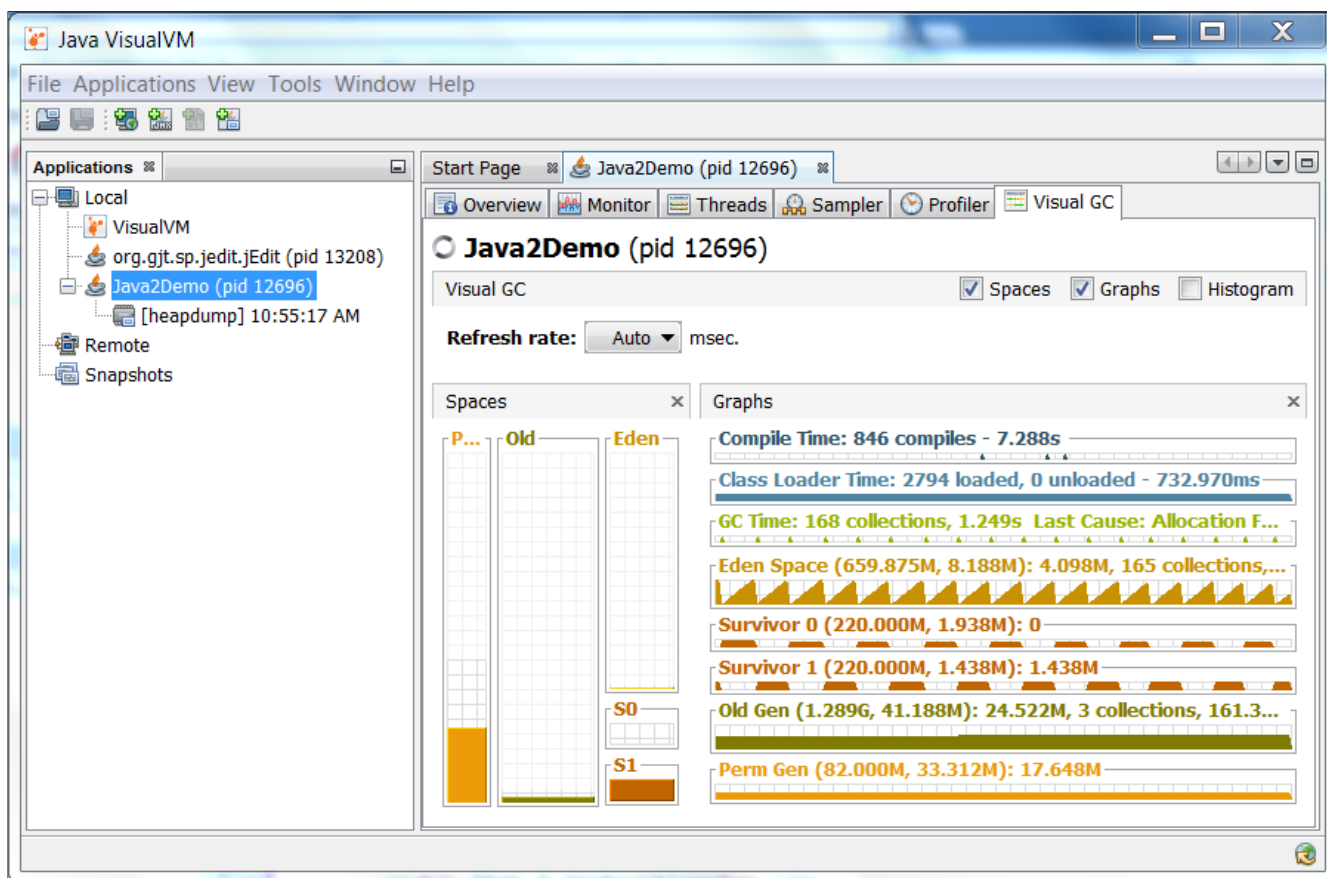 Java VisualVM
File Applications View Tools Window Help
Applications
Local
VisualVM
org.gjt.sp.jedit.jEdit (pid 13208)
Java2Demo (pid 12696)
[heapdump] 10:55:17 AM
Remote
Snapshots
Start Page Java2Demo (pid 12696)
Overview Monitor Threads Sampler Profiler Visual GC
Java2Demo (pid 12696)
Visual GC Spaces Graphs Histogram
Refresh rate: Auto msec.
Spaces
P... Old Eden
S0
S1
Graphs
Compile Time: 846 compiles - 7.288s
Class Loader Time: 2794 loaded, 0 unloaded - 732.970ms
GC Time: 168 collections, 1.249s Last Cause: Allocation F...
Eden Space (659.875M, 8.188M): 4.098M, 165 collections,...
Survivor 0 (220.000M, 1.938M): 0
Survivor 1 (220.000M, 1.438M): 1.438M
Old Gen (1.289G, 41.188M): 24.522M, 3 collections, 161.3...
Perm Gen (82.000M, 33.312M): 17.648M